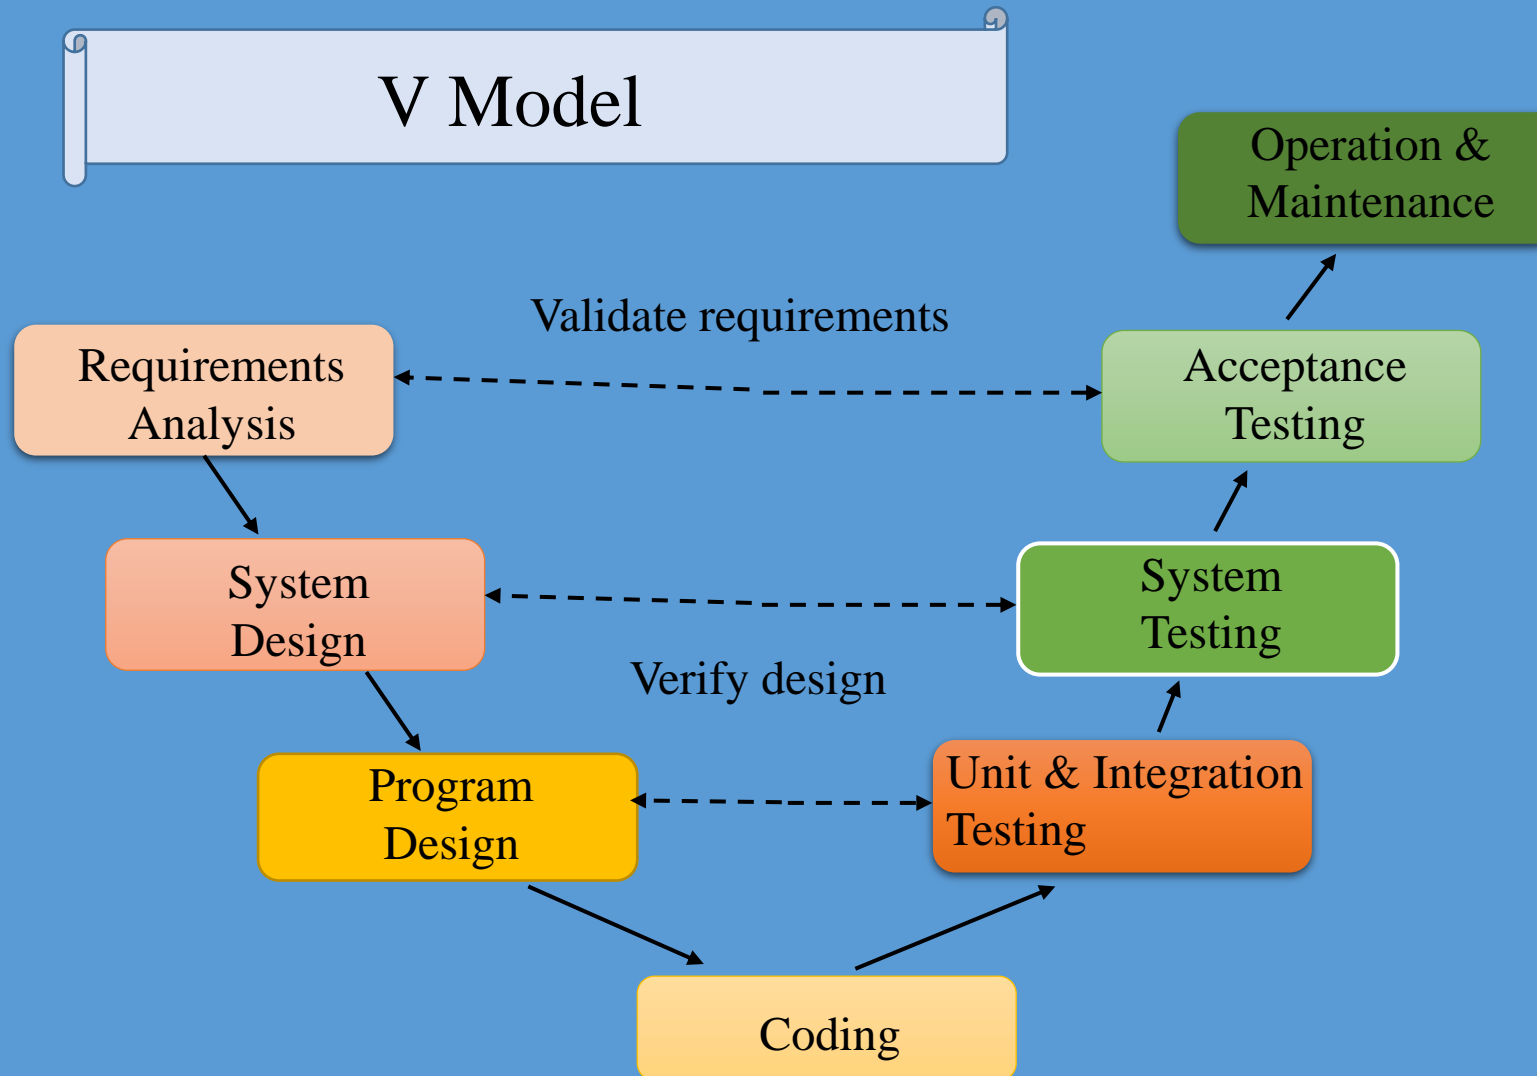 V Model
Operation &
Maintenance
Validate requirements
Requirements
Analysis
Acceptance
Testing
System
Design
System
Testing
Verify design
Program
Design
Unit & Integration
Testing
Coding